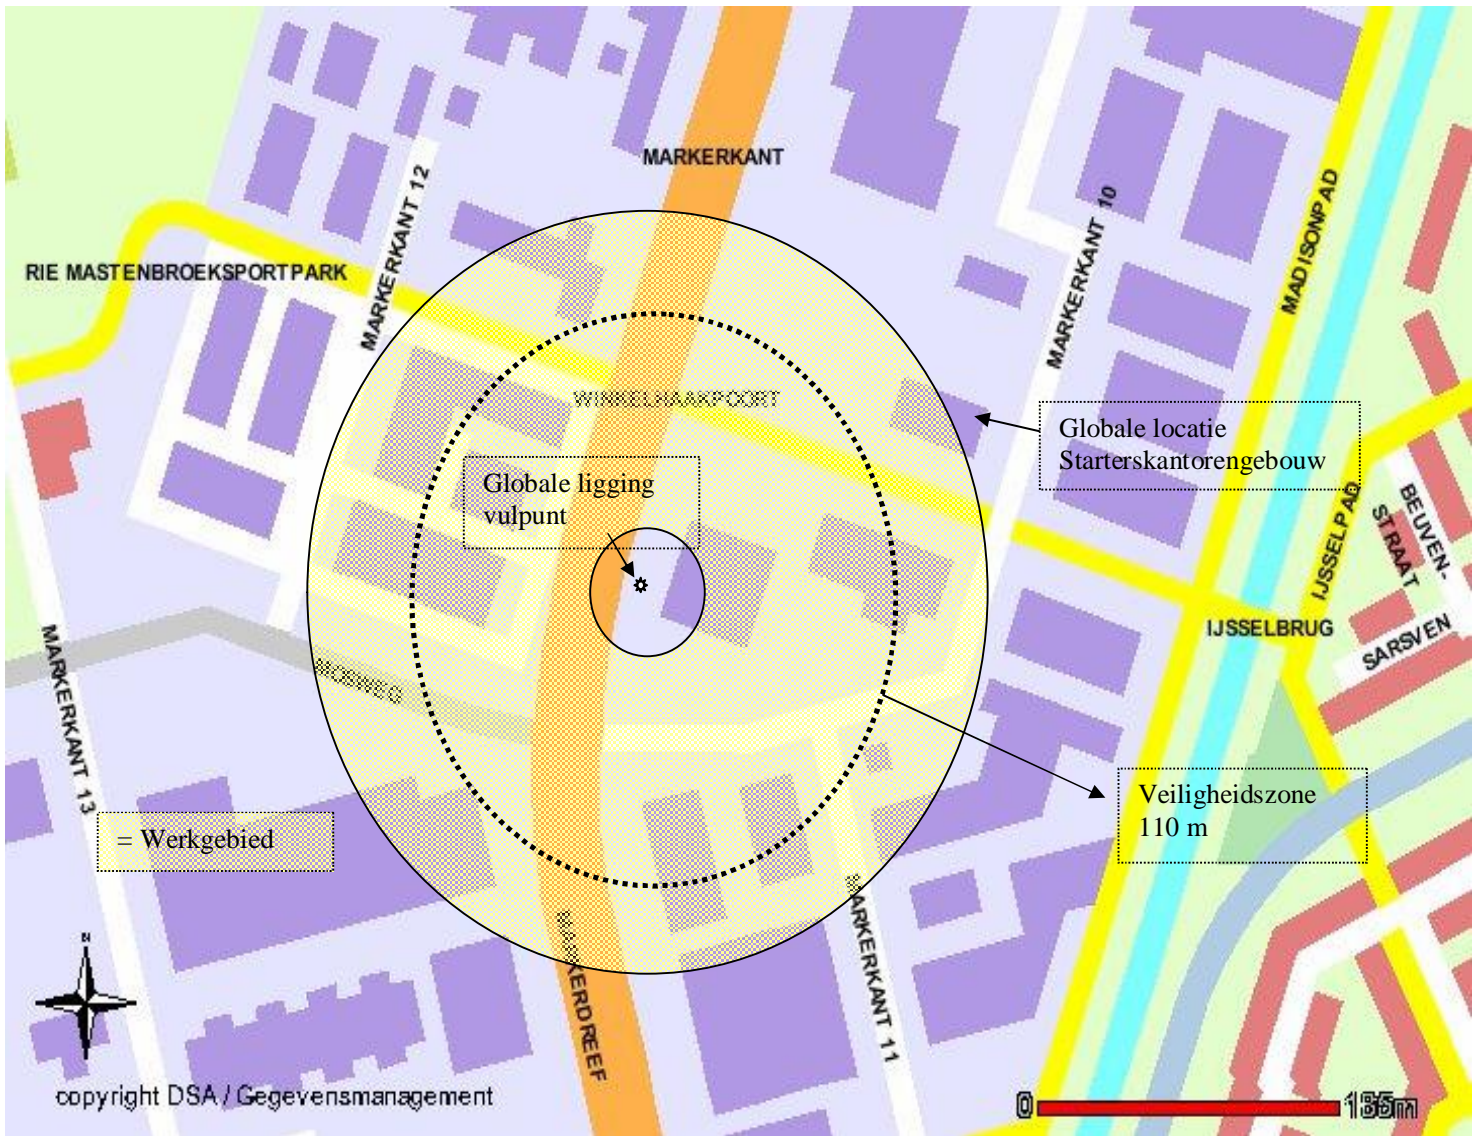 MARKERKANT
MARKERKANT 12
MARKERKANT 10
MADISONPAD
RIE MASTENBROEKSPORTPARK
WINKELHAAKPOORT
Globale locatie
Starterskantorengebouw
Globale ligging
vulpunt
IJSSELPAD
BEUVEN-
STRAAT
SARSVEN
IJSSELBRUG
MARKERKANT 13
Veiligheidszone
110 m
= Werkgebied
MARKERDREEF
MARKERKANT 11
N
copyright DSA / Gegevensmanagement
0
185m